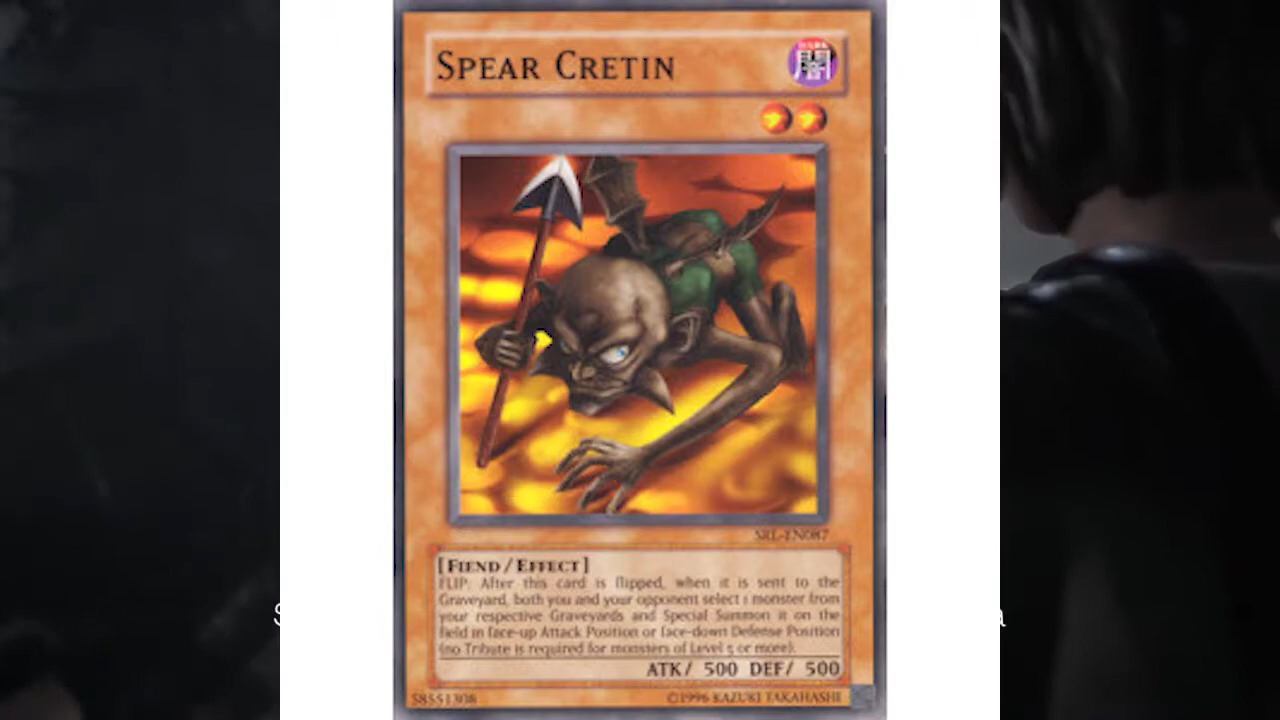 SPEAR CRETIN
闇
SRL-EN087
[FIEND/EFFECT]
FLIP: After this card is flipped, when it is sent to the
Graveyard, both you and your opponent select 1 monster from
your respective Graveyards and Special Summon it on the
field in face-up Attack Position or face-down Defense Position
(no Tribute is required for monsters of Level 5 or more).
ATK/ 500 DEF/ 500
58551308
©1996 KAZUKI TAKAHASHI